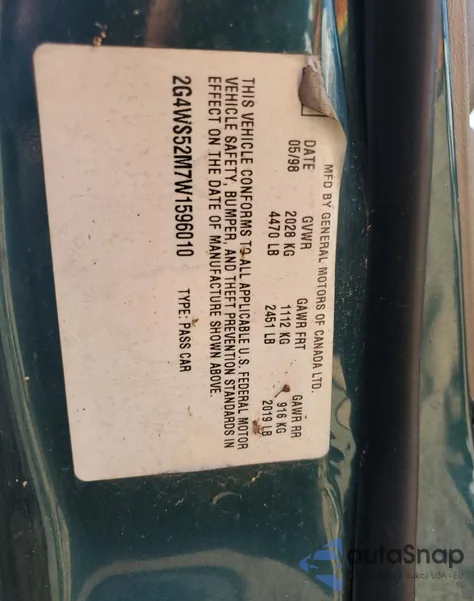 MFD BY GENERAL MOTORS OF CANADA LTD.
DATE GVWR GAWR FRT GAWR RR
05/98 2028 KG 1112 KG 916 KG
4470 LB 2451 LB 2019 LB
THIS VEHICLE CONFORMS TO ALL APPLICABLE U.S. FEDERAL MOTOR
VEHICLE SAFETY, BUMPER, AND THEFT PREVENTION STANDARDS IN
EFFECT ON THE DATE OF MANUFACTURE SHOWN ABOVE.
2G4WS52M7W1596010 TYPE: PASS CAR
autoSnap
USA - EU